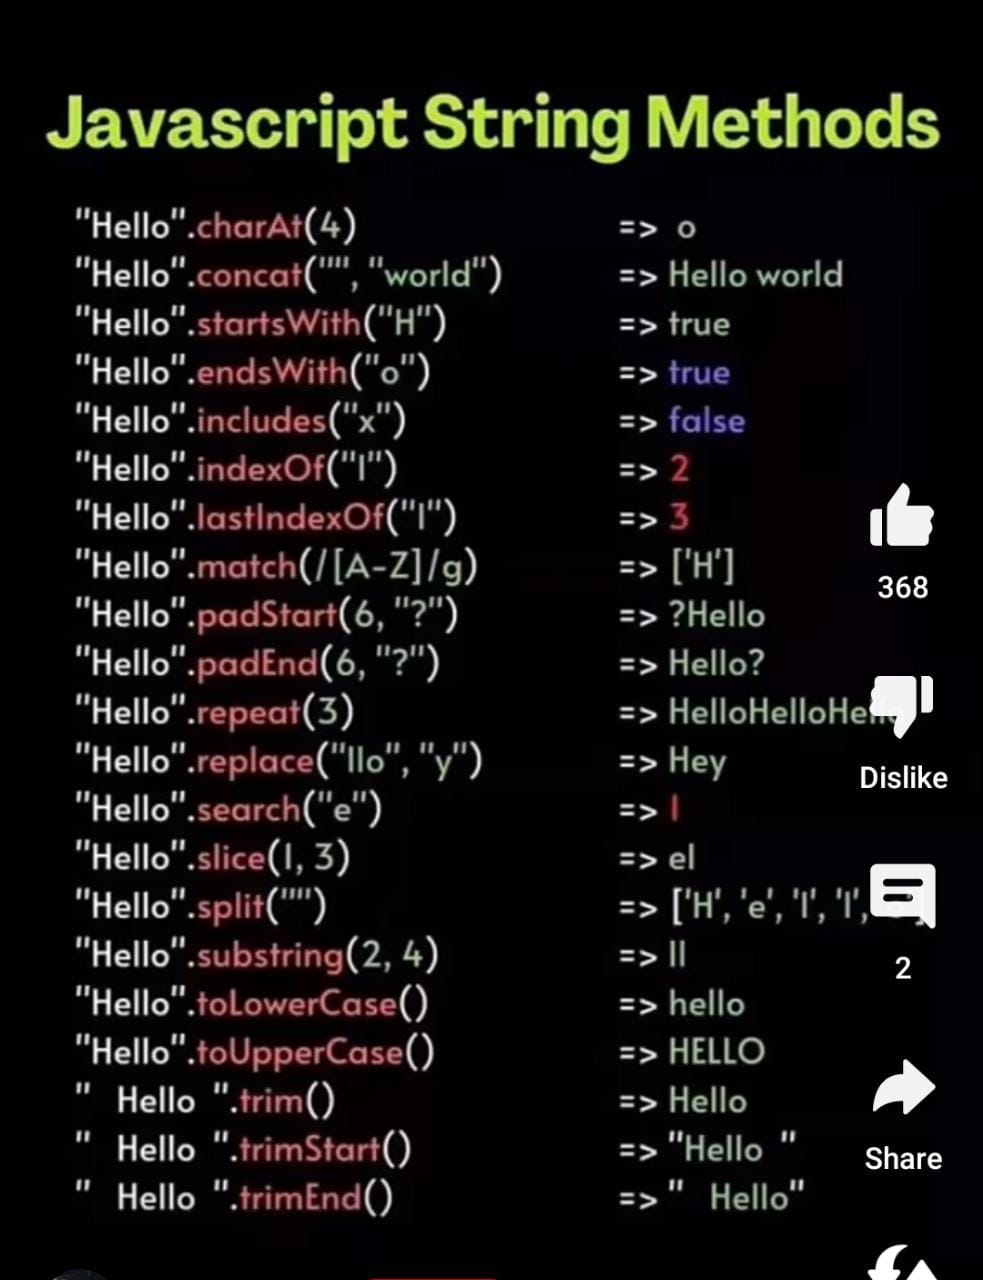 Javascript String Methods
"Hello".charAt(4) => o
"Hello".concat("", "world") => Hello world
"Hello".startsWith("H") => true
"Hello".endsWith("o") => true
"Hello".includes("x") => false
"Hello".indexOf("l") => 2
"Hello".lastIndexOf("l") => 3
"Hello".match(/[A-Z]/g) => ['H']
"Hello".padStart(6, "?") => ?Hello
"Hello".padEnd(6, "?") => Hello?
"Hello".repeat(3) => HelloHelloHello
"Hello".replace("llo", "y") => Hey
"Hello".search("e") => 1
"Hello".slice(1, 3) => el
"Hello".split("") => ['H', 'e', 'l', 'l',
"Hello".substring(2, 4) => ll
"Hello".toLowerCase() => hello
"Hello".toUpperCase() => HELLO
"  Hello  ".trim() => Hello
"  Hello  ".trimStart() => "Hello  "
"  Hello  ".trimEnd() => "  Hello"
368
Dislike
2
Share